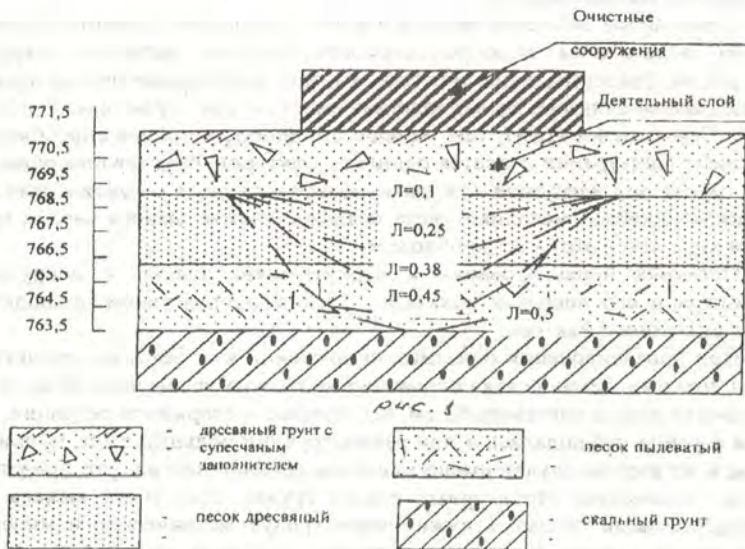 Очистные
сооружения
Деятельный слой
771,5
770,5
769,5
768,5
767,5
766,5
765,5
764,5
763,5
Л=0,1
Л=0,25
Л=0,38
Л=0,45
Л=0,5
рис. 1
дресвяный грунт с
супесчаным
заполнителем
песок пылеватый
песок дресвяный
скальный грунт